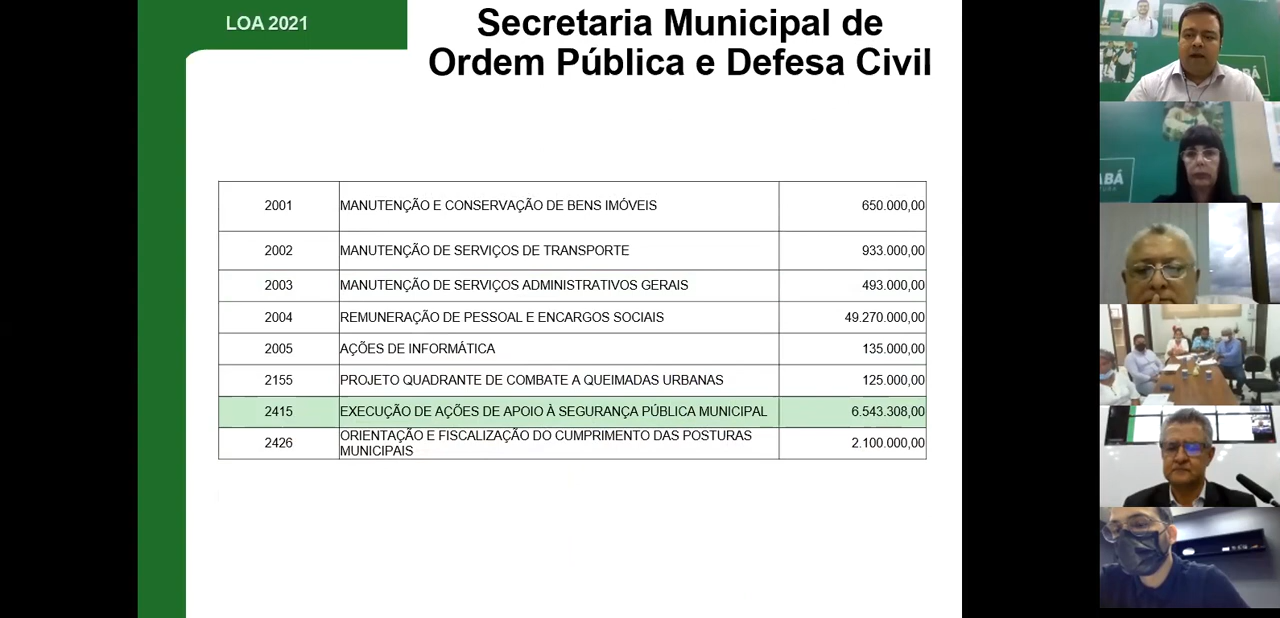 LOA 2021
Secretaria Municipal de
Ordem Pública e Defesa Civil
2001 MANUTENÇÃO E CONSERVAÇÃO DE BENS IMÓVEIS 650.000,00
2002 MANUTENÇÃO DE SERVIÇOS DE TRANSPORTE 933.000,00
2003 MANUTENÇÃO DE SERVIÇOS ADMINISTRATIVOS GERAIS 493.000,00
2004 REMUNERAÇÃO DE PESSOAL E ENCARGOS SOCIAIS 49.270.000,00
2005 AÇÕES DE INFORMÁTICA 135.000,00
2155 PROJETO QUADRANTE DE COMBATE A QUEIMADAS URBANAS 125.000,00
2415 EXECUÇÃO DE AÇÕES DE APOIO À SEGURANÇA PÚBLICA MUNICIPAL 6.543.308,00
2426 ORIENTAÇÃO E FISCALIZAÇÃO DO CUMPRIMENTO DAS POSTURAS 2.100.000,00
MUNICIPAIS
ABÁ